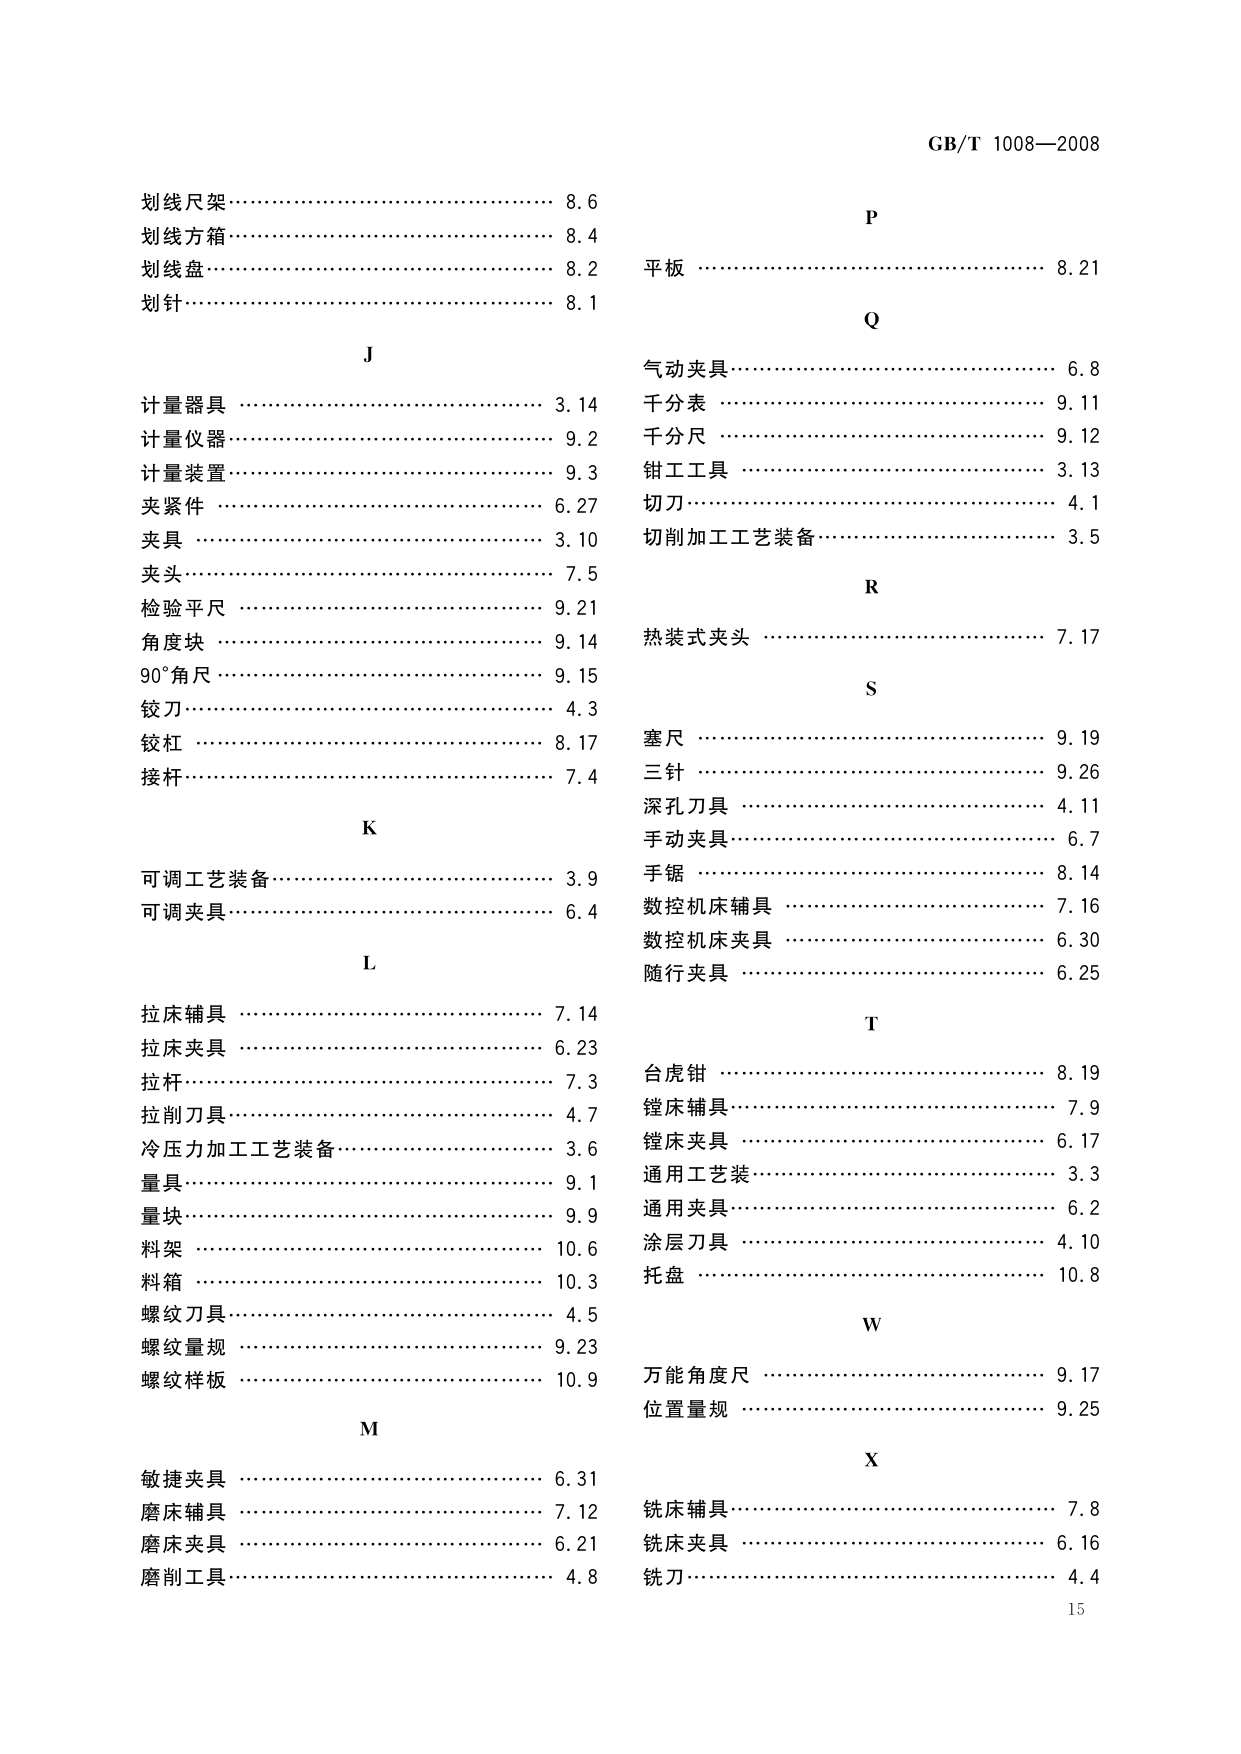 GB/T 1008—2008
划线尺架…………………………………… 8.6
划线方箱…………………………………… 8.4
划线盘……………………………………… 8.2
划针………………………………………… 8.1
J
计量器具 ………………………………… 3.14
计量仪器…………………………………… 9.2
计量装置…………………………………… 9.3
夹紧件 …………………………………… 6.27
夹具 ……………………………………… 3.10
夹头………………………………………… 7.5
检验平尺 ………………………………… 9.21
角度块 …………………………………… 9.14
90°角尺 …………………………………… 9.15
铰刀………………………………………… 4.3
铰杠 ……………………………………… 8.17
接杆………………………………………… 7.4
K
可调工艺装备……………………………… 3.9
可调夹具…………………………………… 6.4
L
拉床辅具 ………………………………… 7.14
拉床夹具 ………………………………… 6.23
拉杆………………………………………… 7.3
拉削刀具…………………………………… 4.7
冷压力加工工艺装备……………………… 3.6
量具………………………………………… 9.1
量块………………………………………… 9.9
料架 ……………………………………… 10.6
料箱 ……………………………………… 10.3
螺纹刀具…………………………………… 4.5
螺纹量规 ………………………………… 9.23
螺纹样板 ………………………………… 10.9
M
敏捷夹具 ………………………………… 6.31
磨床辅具 ………………………………… 7.12
磨床夹具 ………………………………… 6.21
磨削工具…………………………………… 4.8
P
平板 ……………………………………… 8.21
Q
气动夹具…………………………………… 6.8
千分表 …………………………………… 9.11
千分尺 …………………………………… 9.12
钳工工具 ………………………………… 3.13
切刀………………………………………… 4.1
切削加工工艺装备………………………… 3.5
R
热装式夹头 ……………………………… 7.17
S
塞尺 ……………………………………… 9.19
三针 ……………………………………… 9.26
深孔刀具 ………………………………… 4.11
手动夹具…………………………………… 6.7
手锯 ……………………………………… 8.14
数控机床辅具 …………………………… 7.16
数控机床夹具 …………………………… 6.30
随行夹具 ………………………………… 6.25
T
台虎钳 …………………………………… 8.19
镗床辅具…………………………………… 7.9
镗床夹具 ………………………………… 6.17
通用工艺装………………………………… 3.3
通用夹具…………………………………… 6.2
涂层刀具 ………………………………… 4.10
托盘 ……………………………………… 10.8
W
万能角度尺 ……………………………… 9.17
位置量规 ………………………………… 9.25
X
铣床辅具…………………………………… 7.8
铣床夹具 ………………………………… 6.16
铣刀………………………………………… 4.4
15